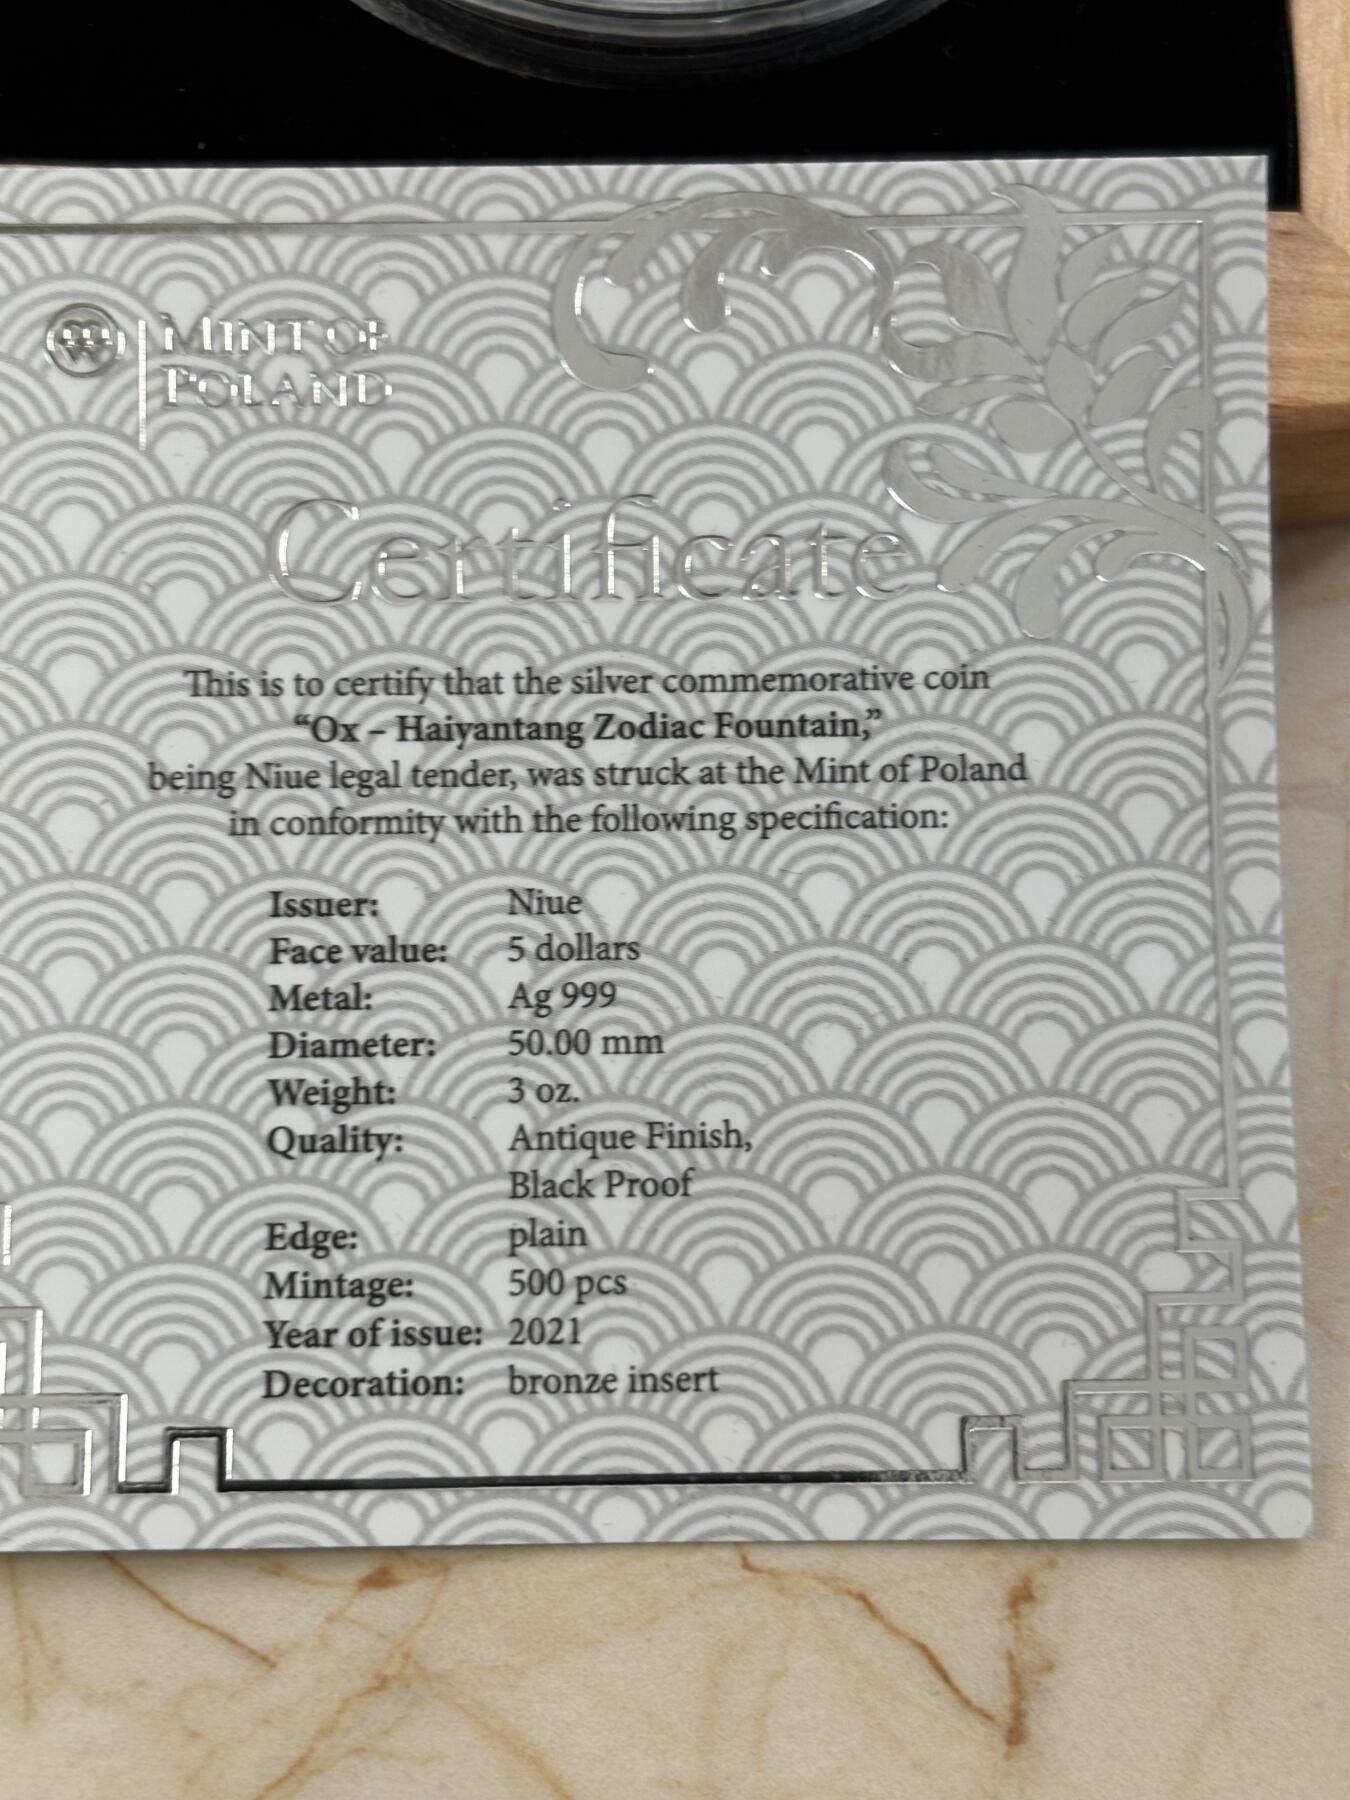 MINT OF
POLAND
Certificate
This is to certify that the silver commemorative coin
“Ox – Haiyantang Zodiac Fountain,”
being Niue legal tender, was struck at the Mint of Poland
in conformity with the following specification:
Issuer: Niue
Face value: 5 dollars
Metal: Ag 999
Diameter: 50.00 mm
Weight: 3 oz.
Quality: Antique Finish,
Black Proof
Edge: plain
Mintage: 500 pcs
Year of issue: 2021
Decoration: bronze insert